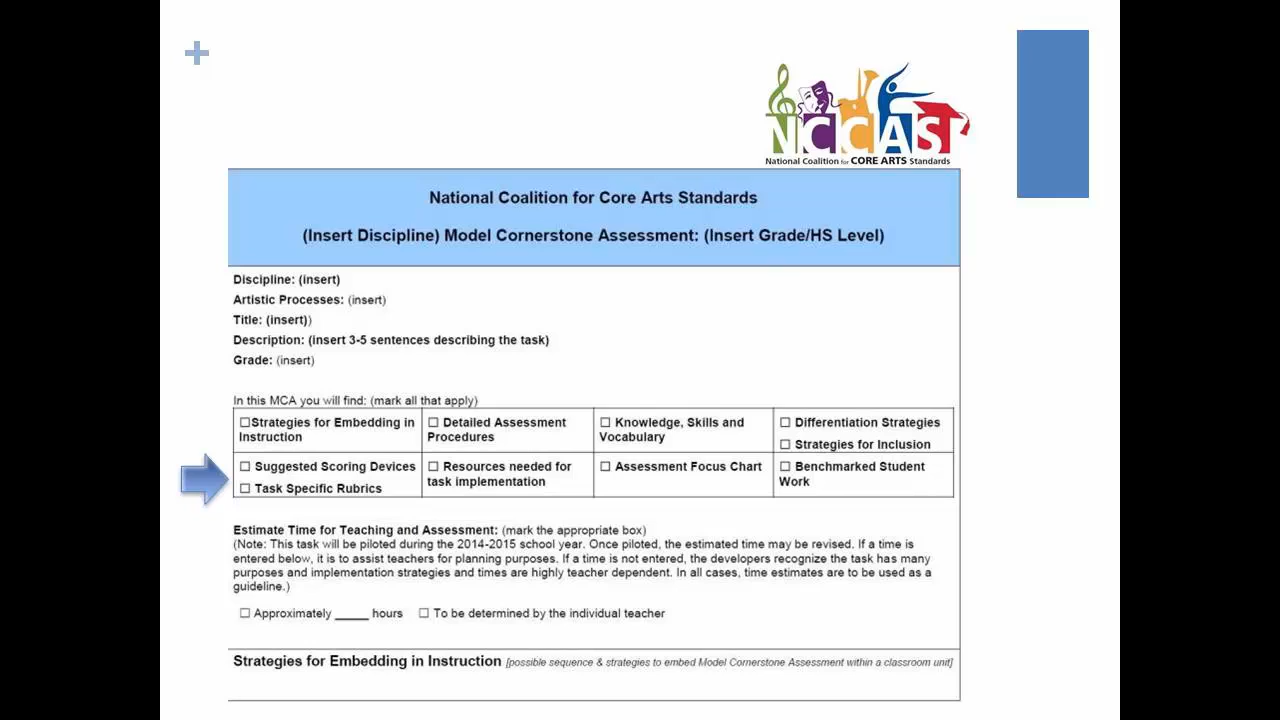 +
NCCAS
National Coalition for CORE ARTS Standards
National Coalition for Core Arts Standards
(Insert Discipline) Model Cornerstone Assessment: (Insert Grade/HS Level)
Discipline: (insert)
Artistic Processes: (insert)
Title: (insert))
Description: (insert 3-5 sentences describing the task)
Grade: (insert)
In this MCA you will find: (mark all that apply)
☐Strategies for Embedding in
Instruction
☐ Detailed Assessment
Procedures
☐ Knowledge, Skills and
Vocabulary
☐ Differentiation Strategies
☐ Strategies for Inclusion
☐ Suggested Scoring Devices
☐ Task Specific Rubrics
☐ Resources needed for
task implementation
☐ Assessment Focus Chart
☐ Benchmarked Student
Work
Estimate Time for Teaching and Assessment: (mark the appropriate box)
(Note: This task will be piloted during the 2014-2015 school year. Once piloted, the estimated time may be revised. If a time is
entered below, it is to assist teachers for planning purposes. If a time is not entered, the developers recognize the task has many
purposes and implementation strategies and times are highly teacher dependent. In all cases, time estimates are to be used as a
guideline.)
☐ Approximately _____ hours ☐ To be determined by the individual teacher
Strategies for Embedding in Instruction [possible sequence & strategies to embed Model Cornerstone Assessment within a classroom unit]